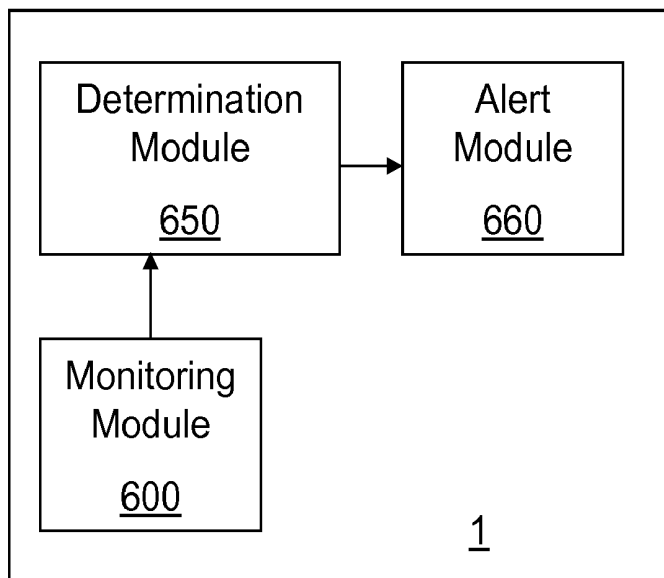 Determination
Module
650
Alert
Module
660
Monitoring
Module
600
1